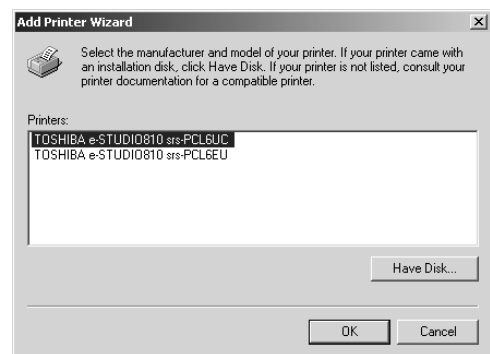 Add Printer Wizard
Select the manufacturer and model of your printer. If your printer came with
an installation disk, click Have Disk. If your printer is not listed, consult your
printer documentation for a compatible printer.
Printers:
TOSHIBA e-STUDIO810 srs-PCL6UC
TOSHIBA e-STUDIO810 srs-PCL6EU
Have Disk...
OK Cancel